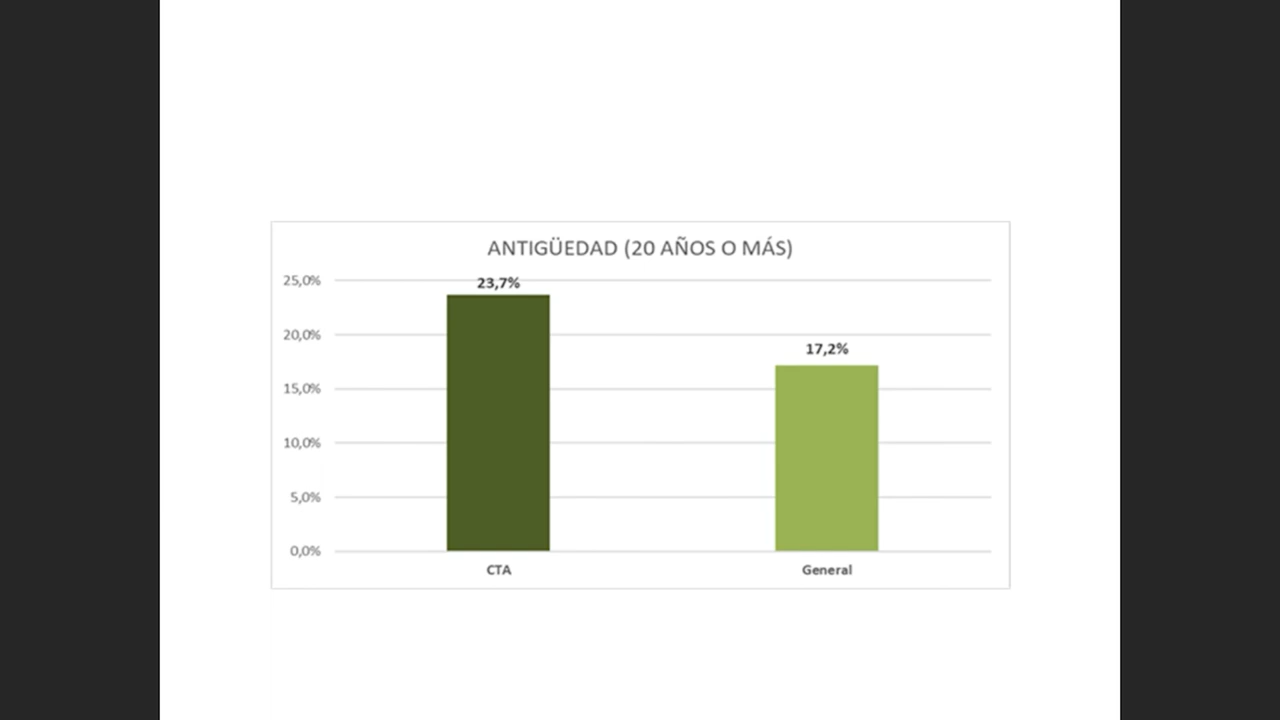 ANTIGÜEDAD (20 AÑOS O MÁS)
25,0%
23,7%
20,0%
17,2%
15,0%
10,0%
5,0%
0,0%
CTA
General